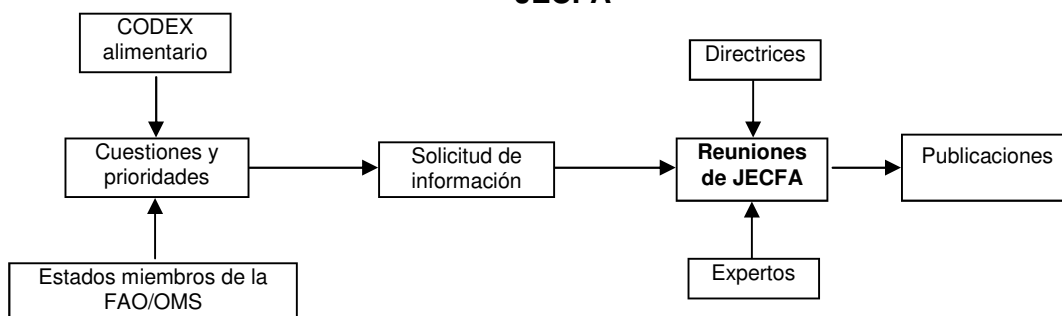 JECFA
CODEX
alimentario
Directrices
Cuestiones y
prioridades
Solicitud de
información
Reuniones
de JECFA
Publicaciones
Estados miembros de la
FAO/OMS
Expertos